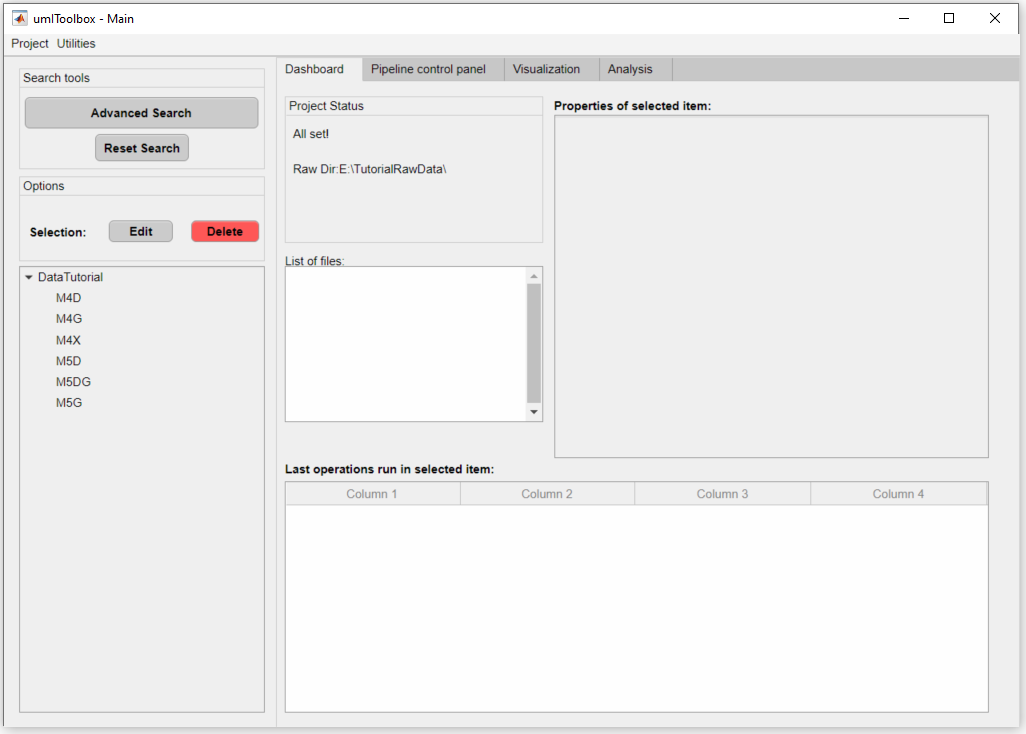 umIToolbox - Main
Project Utilities
Search tools
Advanced Search
Reset Search
Options
Selection: Edit Delete
DataTutorial
M4D
M4G
M4X
M5D
M5DG
M5G
Dashboard Pipeline control panel Visualization Analysis
Project Status
All set!
Raw Dir:E:\TutorialRawData\
Properties of selected item:
List of files:
Last operations run in selected item:
Column 1 Column 2 Column 3 Column 4